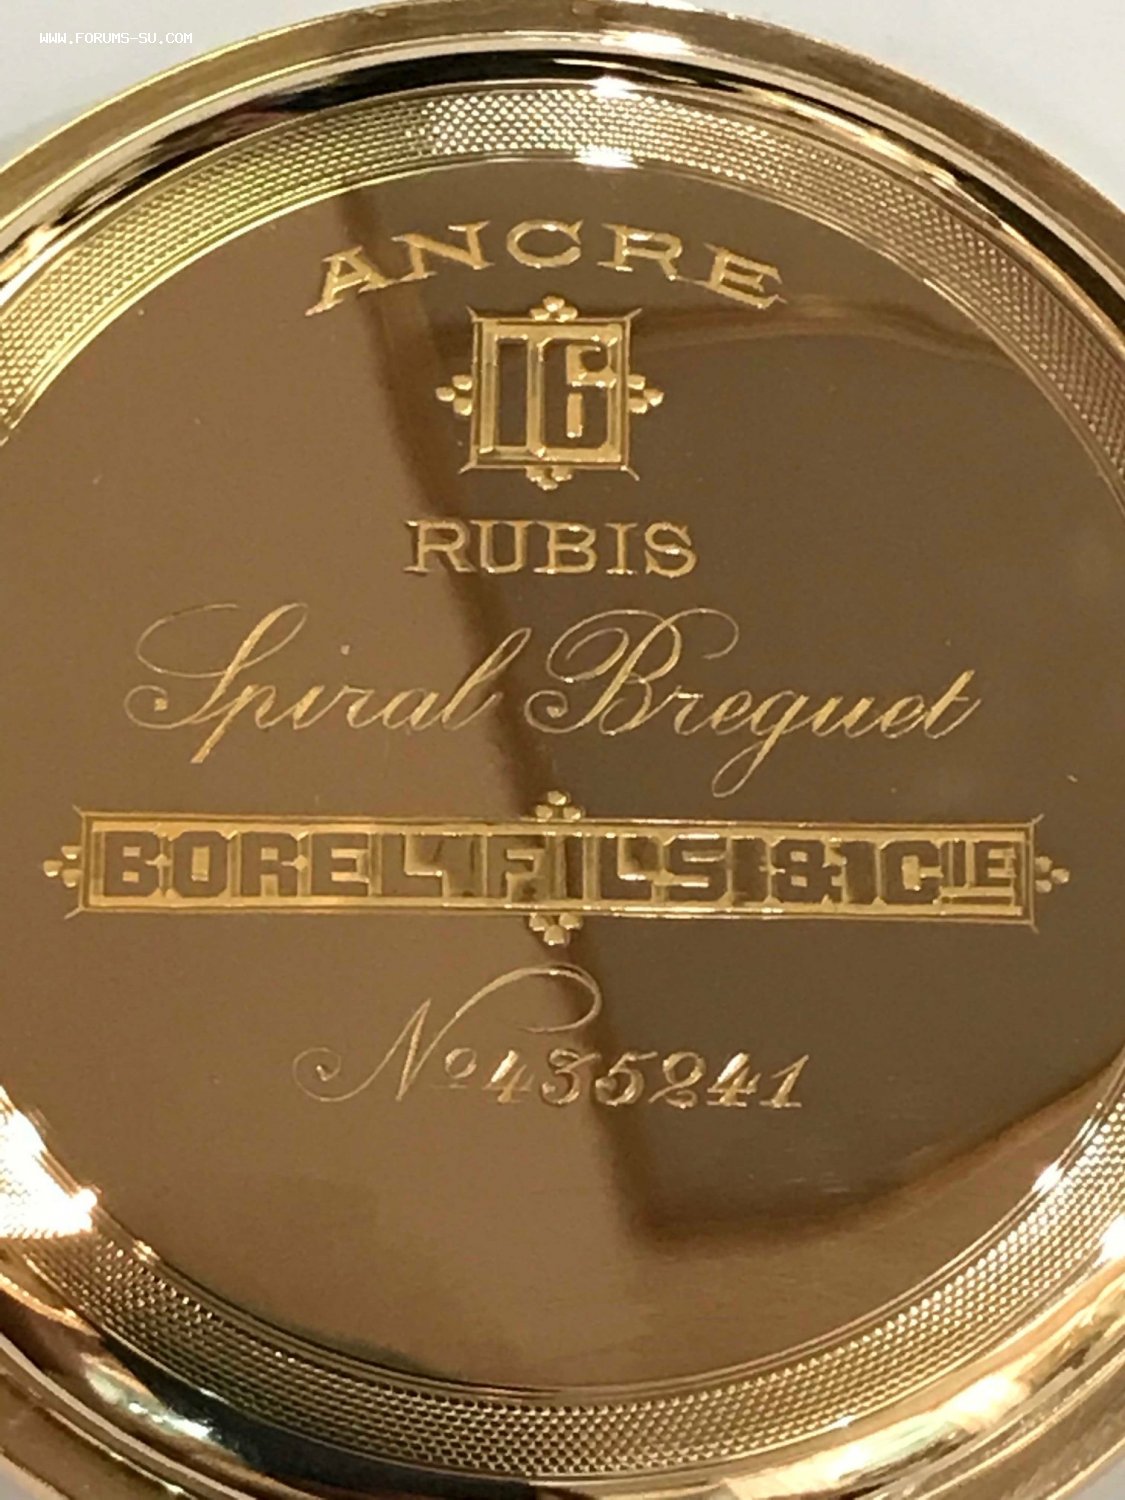 WWW.FORUMS-SU.COM
ANCRE
16
RUBIS
Spiral Breguet
BOREL FILS & CIE
No 435241